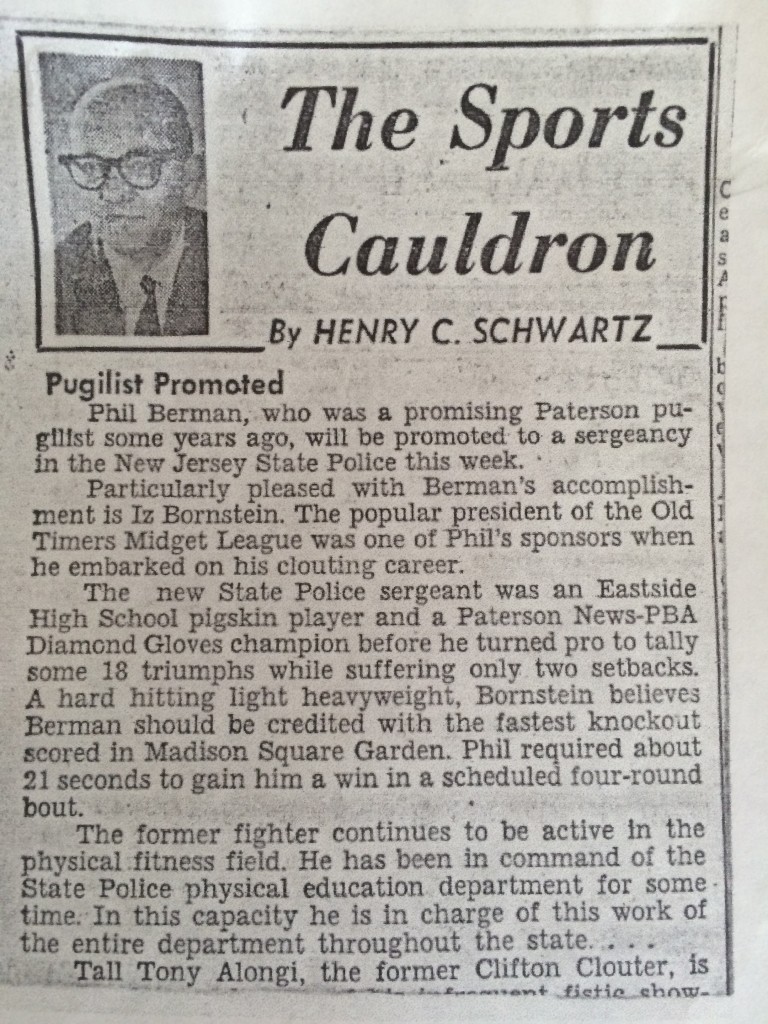 The Sports
Cauldron
By HENRY C. SCHWARTZ
Pugilist Promoted
Phil Berman, who was a promising Paterson pu-
gilist some years ago, will be promoted to a sergeancy
in the New Jersey State Police this week.
Particularly pleased with Berman's accomplish-
ment is Iz Bornstein. The popular president of the Old
Timers Midget League was one of Phil's sponsors when
he embarked on his clouting career.
The new State Police sergeant was an Eastside
High School pigskin player and a Paterson News-PBA
Diamond Gloves champion before he turned pro to tally
some 18 triumphs while suffering only two setbacks.
A hard hitting light heavyweight, Bornstein believes
Berman should be credited with the fastest knockout
scored in Madison Square Garden. Phil required about
21 seconds to gain him a win in a scheduled four-round
bout.
The former fighter continues to be active in the
physical fitness field. He has been in command of the
State Police physical education department for some
time. In this capacity he is in charge of this work of
the entire department throughout the state. . . .
Tall Tony Alongi, the former Clifton Clouter, is
infrequent fistic show-